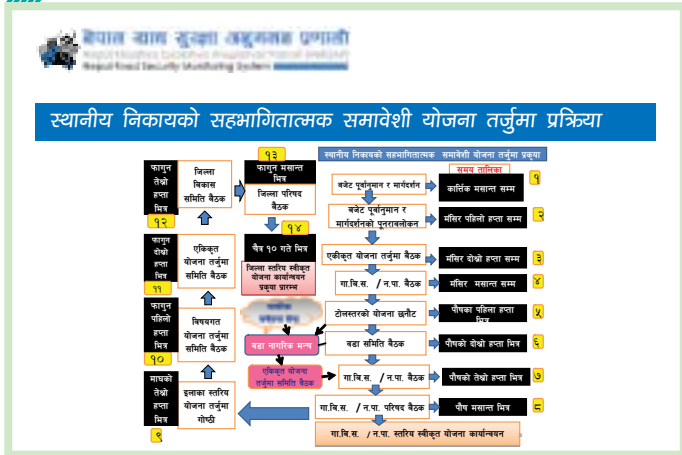 नेपाल खाद्य सुरक्षा अनुगमन प्रणाली
Nepal Food Security Monitoring System
स्थानीय निकायको सहभागितात्मक समावेशी योजना तर्जुमा प्रक्रिया
स्थानीय निकायको सहभागितात्मक समावेशी योजना तर्जुमा प्रकृया
समय तालिका
१
बजेट पूर्वानुमान र मार्गदर्शन
कार्तिक मसान्त सम्म
२
बजेट पूर्वानुमान र
मार्गदर्शनको पूनरावलोकन
मंसिर पहिलो हप्ता सम्म
३
एकीकृत योजना तर्जुमा बैठक
मंसिर दोश्रो हप्ता सम्म
४
गा.बि.स. / न.पा. बैठक
मंसिर मसान्त सम्म
५
टोलस्तरको योजना छनौट
पौषका पहिला हप्ता
भित्र
६
वडा नागरिक मन्च
वडा समिति बैठक
पौषको दोश्रो हप्ता भित्र
७
एकिकृत योजना
तर्जुमा समिति बैठक
गा.बि.स. / न.पा. बैठक
पौषको तेश्रो हप्ता भित्र
८
गा.बि.स. / न.पा. परिषद बैठक
पौष मसान्त भित्र
गा.बि.स. / न.पा. स्तरिय स्वीकृत योजना कार्यान्वयन
९
माघको
तेश्रो
हप्ता
भित्र
इलाका स्तरिय
योजना तर्जुमा
गोष्ठी
१०
फागुन
पहिलो
हप्ता
भित्र
बिषयगत
योजना तर्जुमा
समिति बैठक
११
फागुन
दोश्रो
हप्ता
भित्र
एकिकृत
योजना तर्जुमा
समिति बैठक
१२
फागुन
तेश्रो
हप्ता
भित्र
जिल्ला
विकास
समिति बैठक
१३
फागुन मसान्त
भित्र
जिल्ला परिषद
बैठक
१४
चैत्र १० गते भित्र
जिल्ला स्तरिय स्वीकृत
योजना कार्यान्वयन
प्रकृया प्रारम्भ